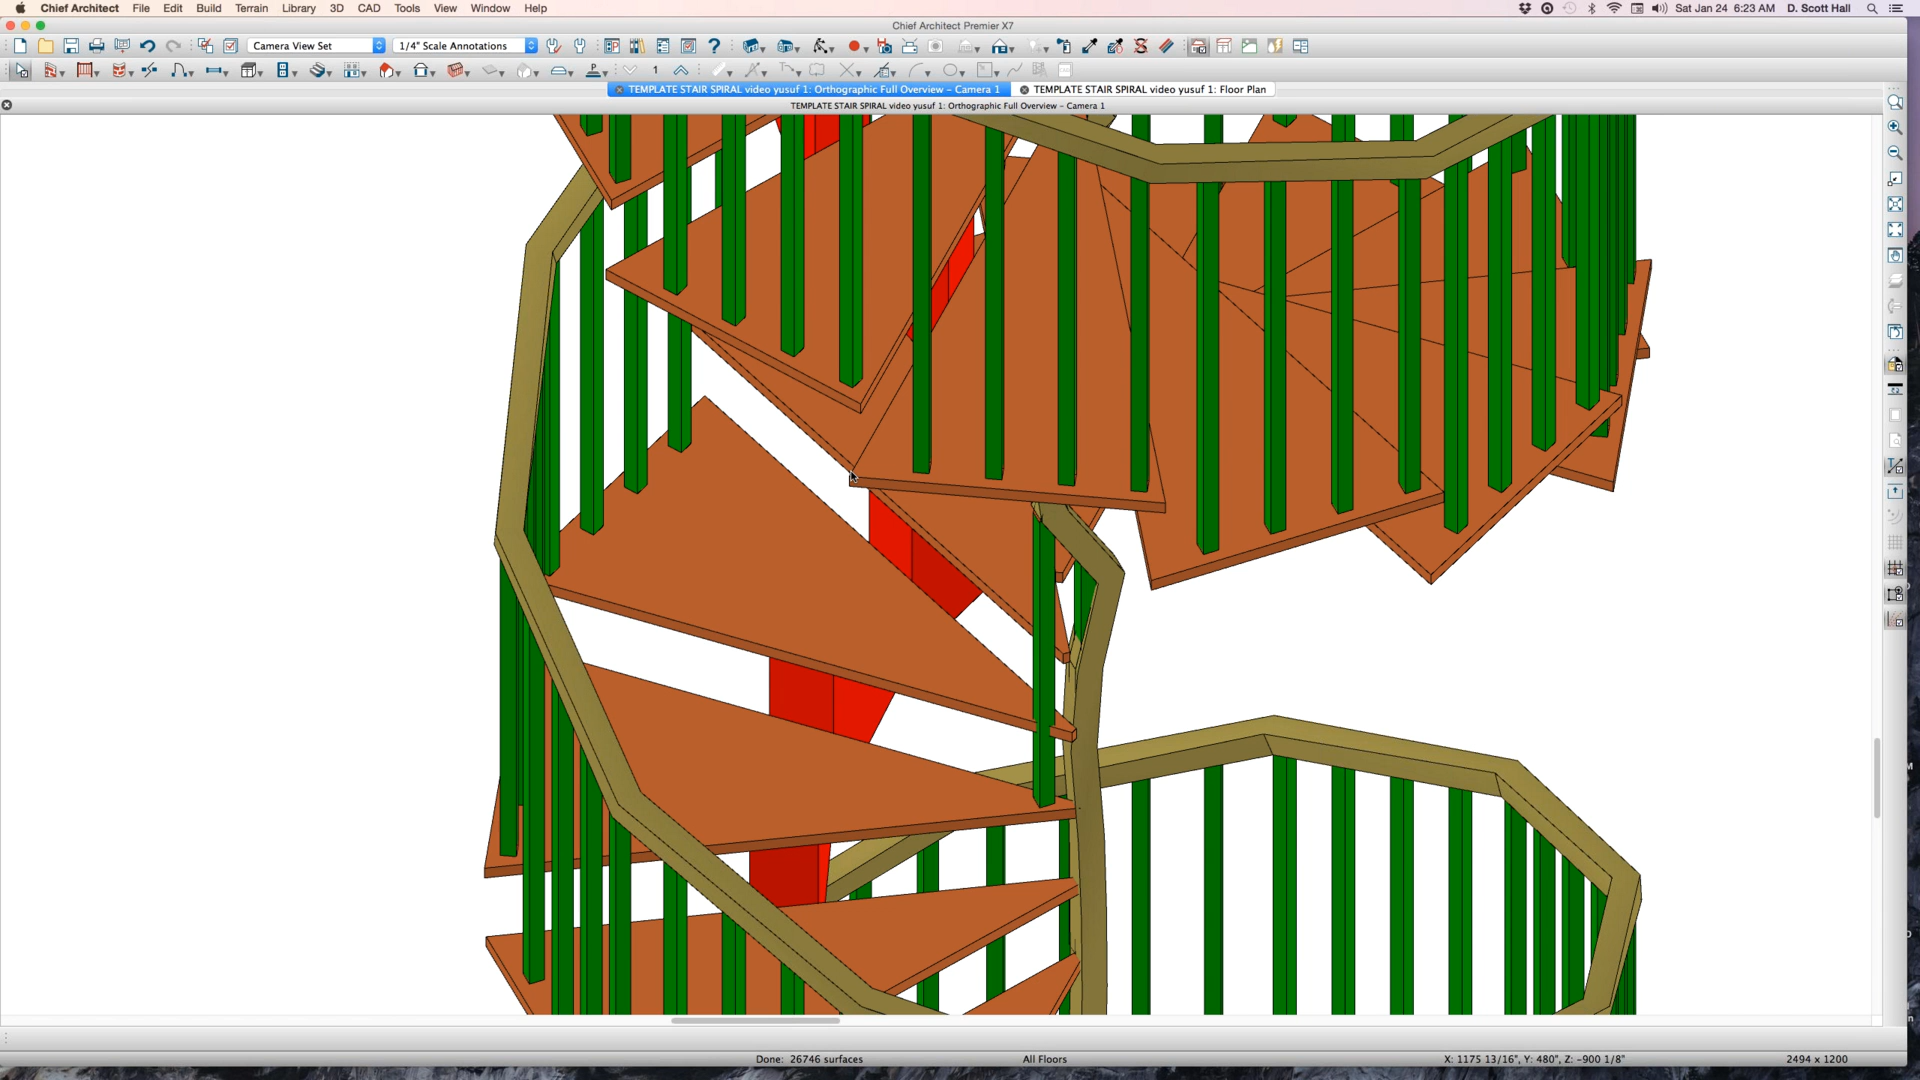 Chief Architect File Edit Build Terrain Library 3D CAD Tools View Window Help Sat Jan 24 6:23 AM D. Scott Hall
Chief Architect Premier X7
Camera View Set 1/4" Scale Annotations
1
TEMPLATE STAIR SPIRAL video yusuf 1: Orthographic Full Overview – Camera 1 TEMPLATE STAIR SPIRAL video yusuf 1: Floor Plan
TEMPLATE STAIR SPIRAL video yusuf 1: Orthographic Full Overview – Camera 1
Done: 26746 surfaces All Floors X: 1175 13/16", Y: 480", Z: -900 1/8" 2494 x 1200